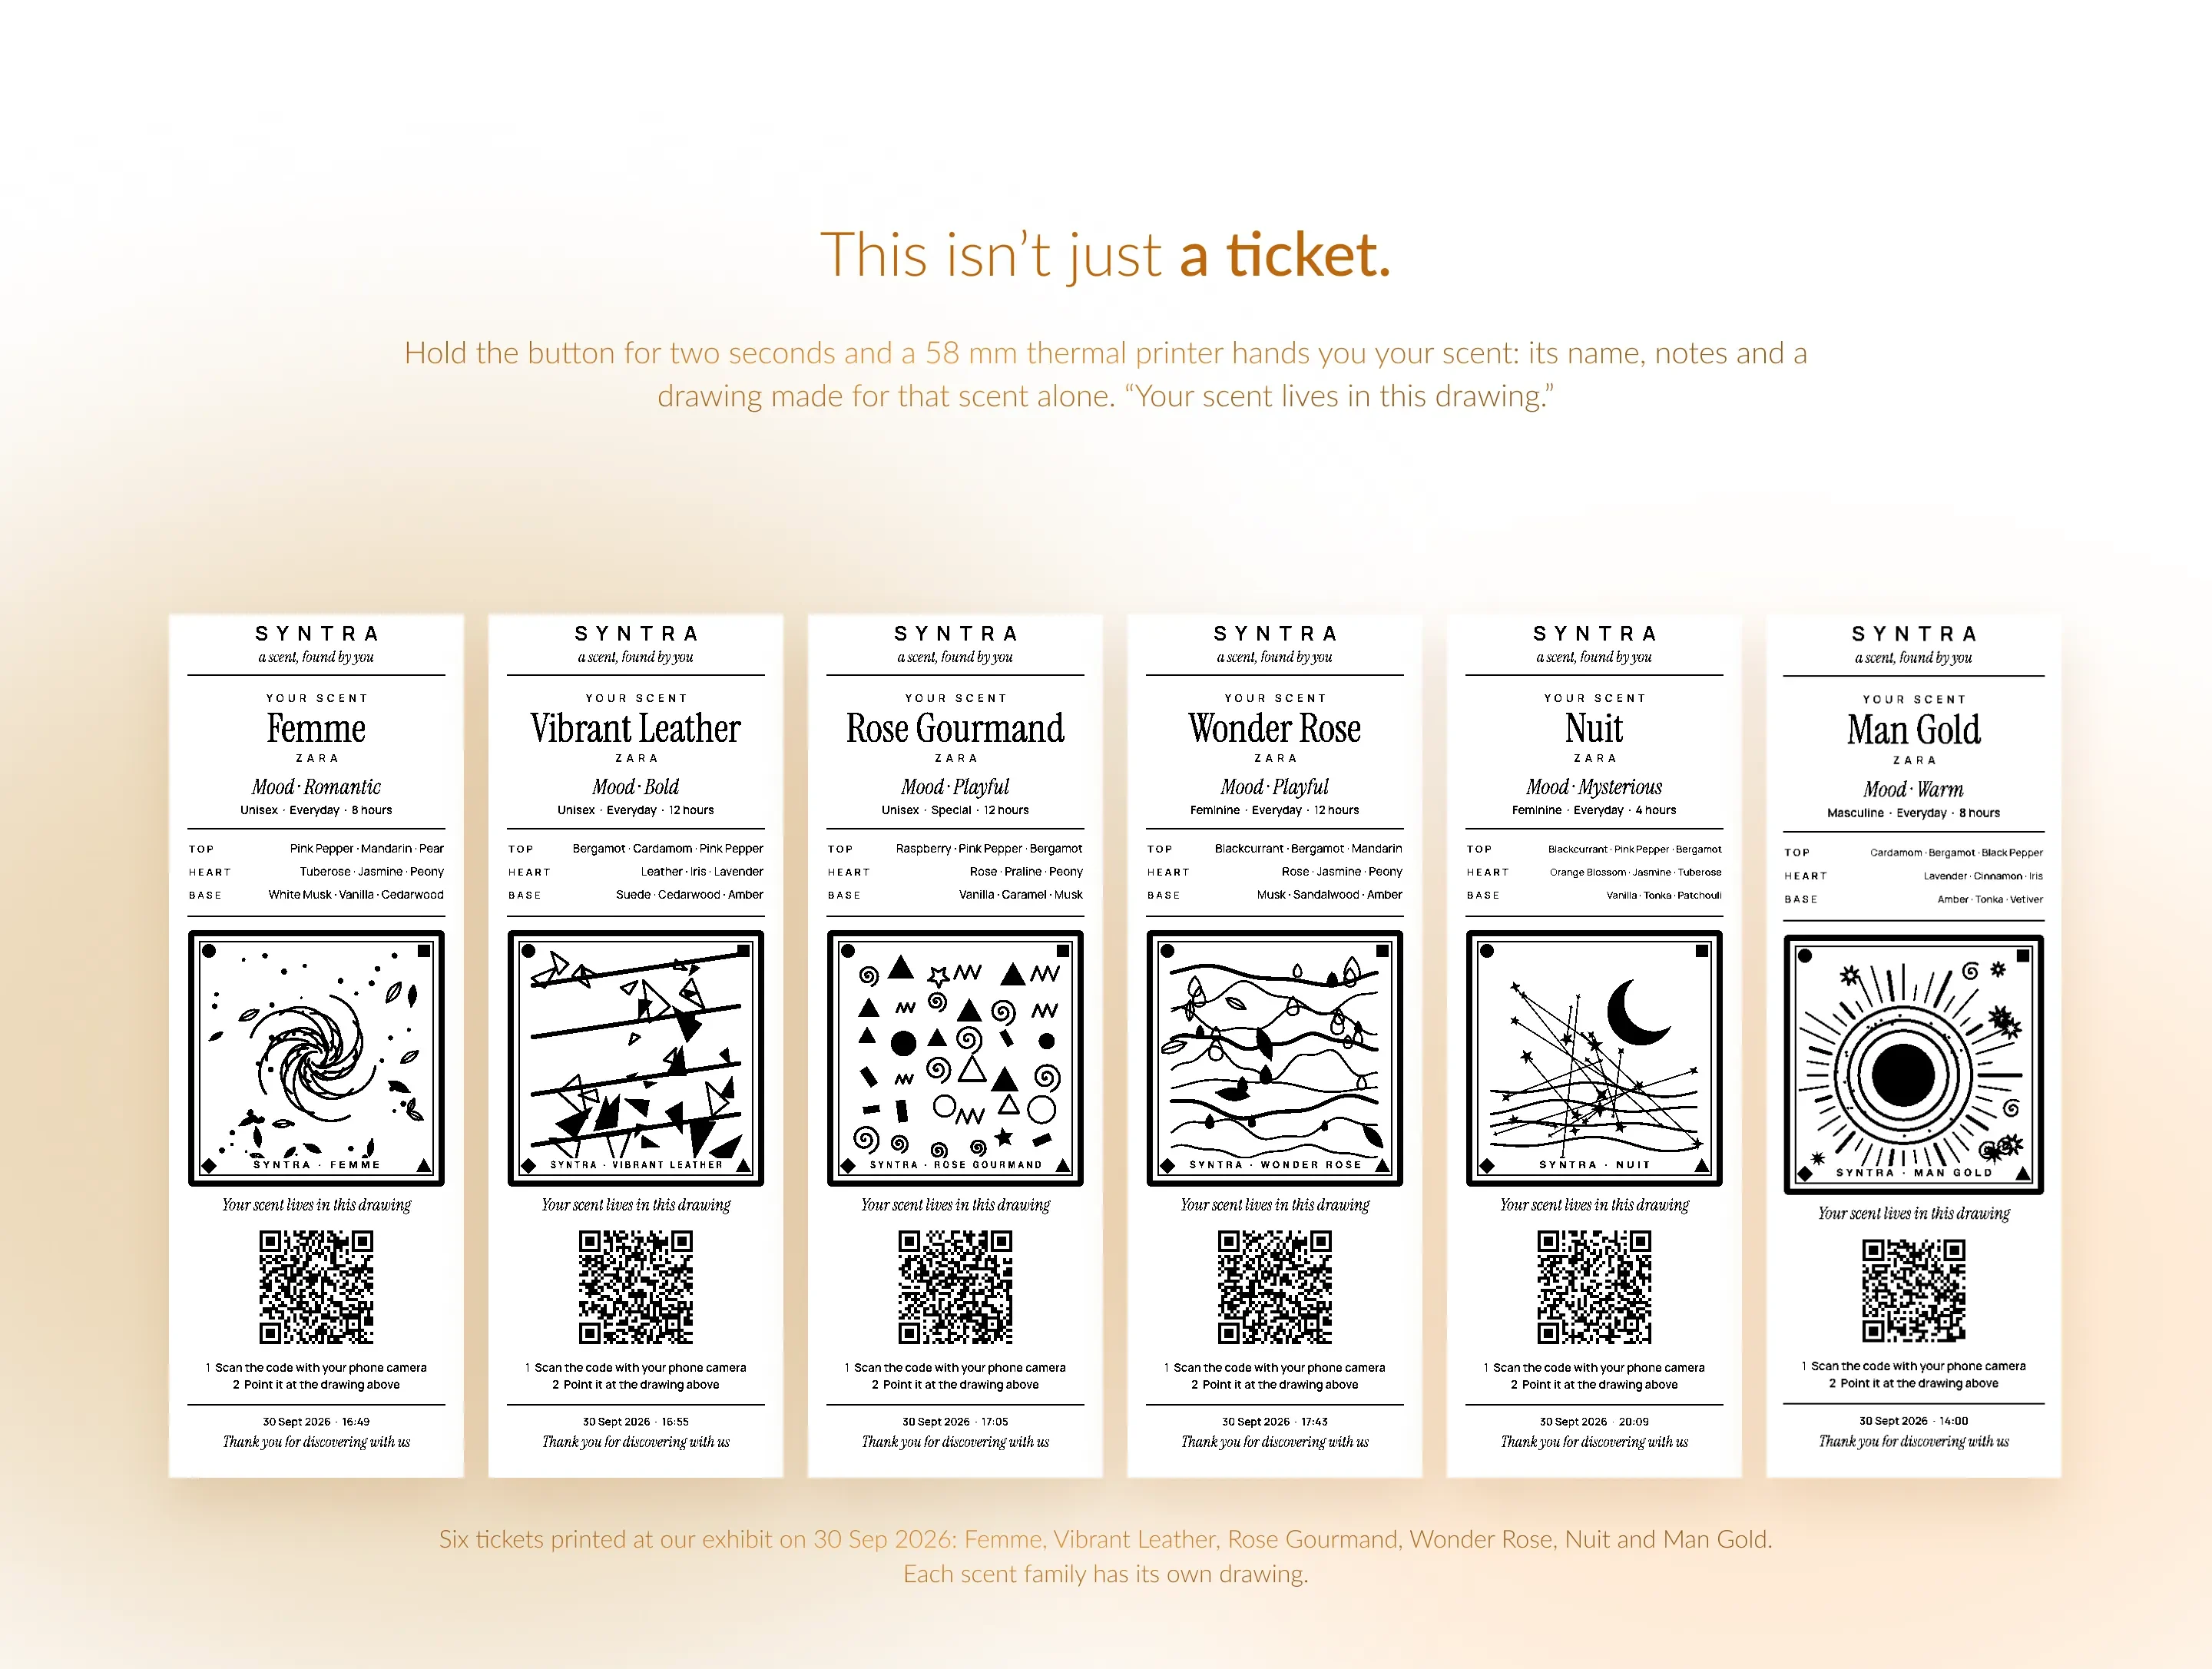 This isn’t just a ticket.
Hold the button for two seconds and a 58 mm thermal printer hands you your scent: its name, notes and a
drawing made for that scent alone. “Your scent lives in this drawing.”
SYNTRA
a scent, found by you
YOUR SCENT
Femme
ZARA
Mood · Romantic
Unisex · Everyday · 8 hours
TOP Pink Pepper · Mandarin · Pear
HEART Tuberose · Jasmine · Peony
BASE White Musk · Vanilla · Cedarwood
SYNTRA · FEMME
Your scent lives in this drawing
1 Scan the code with your phone camera
2 Point it at the drawing above
30 Sept 2026 · 16:49
Thank you for discovering with us
SYNTRA
a scent, found by you
YOUR SCENT
Vibrant Leather
ZARA
Mood · Bold
Unisex · Everyday · 12 hours
TOP Bergamot · Cardamom · Pink Pepper
HEART Leather · Iris · Lavender
BASE Suede · Cedarwood · Amber
SYNTRA · VIBRANT LEATHER
Your scent lives in this drawing
1 Scan the code with your phone camera
2 Point it at the drawing above
30 Sept 2026 · 16:55
Thank you for discovering with us
SYNTRA
a scent, found by you
YOUR SCENT
Rose Gourmand
ZARA
Mood · Playful
Unisex · Special · 12 hours
TOP Raspberry · Pink Pepper · Bergamot
HEART Rose · Praline · Peony
BASE Vanilla · Caramel · Musk
SYNTRA · ROSE GOURMAND
Your scent lives in this drawing
1 Scan the code with your phone camera
2 Point it at the drawing above
30 Sept 2026 · 17:05
Thank you for discovering with us
SYNTRA
a scent, found by you
YOUR SCENT
Wonder Rose
ZARA
Mood · Playful
Feminine · Everyday · 12 hours
TOP Blackcurrant · Bergamot · Mandarin
HEART Rose · Jasmine · Peony
BASE Musk · Sandalwood · Amber
SYNTRA · WONDER ROSE
Your scent lives in this drawing
1 Scan the code with your phone camera
2 Point it at the drawing above
30 Sept 2026 · 17:43
Thank you for discovering with us
SYNTRA
a scent, found by you
YOUR SCENT
Nuit
ZARA
Mood · Mysterious
Feminine · Everyday · 4 hours
TOP Blackcurrant · Pink Pepper · Bergamot
HEART Orange Blossom · Jasmine · Tuberose
BASE Vanilla · Tonka · Patchouli
SYNTRA · NUIT
Your scent lives in this drawing
1 Scan the code with your phone camera
2 Point it at the drawing above
30 Sept 2026 · 20:09
Thank you for discovering with us
SYNTRA
a scent, found by you
YOUR SCENT
Man Gold
ZARA
Mood · Warm
Masculine · Everyday · 8 hours
TOP Cardamom · Bergamot · Black Pepper
HEART Lavender · Cinnamon · Iris
BASE Amber · Tonka · Vetiver
SYNTRA · MAN GOLD
Your scent lives in this drawing
1 Scan the code with your phone camera
2 Point it at the drawing above
30 Sept 2026 · 14:00
Thank you for discovering with us
Six tickets printed at our exhibit on 30 Sep 2026: Femme, Vibrant Leather, Rose Gourmand, Wonder Rose, Nuit and Man Gold.
Each scent family has its own drawing.